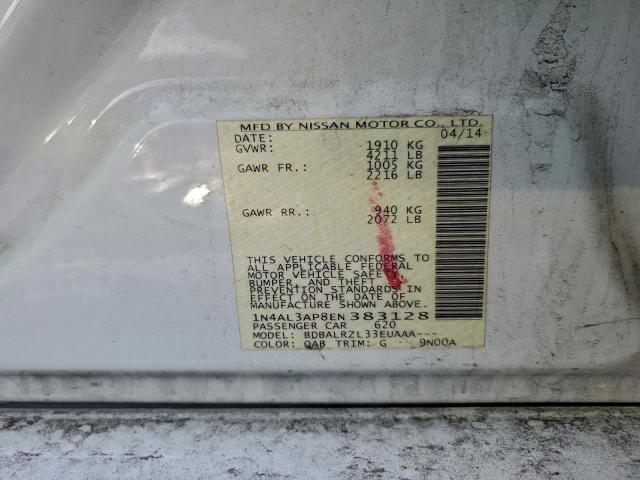 MFD BY NISSAN MOTOR CO., LTD.
DATE: 04/14
GVWR: 1910 KG
4211 LB
GAWR FR.: 1005 KG
2216 LB
GAWR RR.: 940 KG
2072 LB
THIS VEHICLE CONFORMS TO
ALL APPLICABLE FEDERAL
MOTOR VEHICLE SAFETY,
BUMPER, AND THEFT
PREVENTION STANDARDS IN
EFFECT ON THE DATE OF
MANUFACTURE SHOWN ABOVE.
1N4AL3AP8EN 383128
PASSENGER CAR 620
MODEL: BDBALRZL33EUAAA---
COLOR: QAB TRIM: G 9N00A